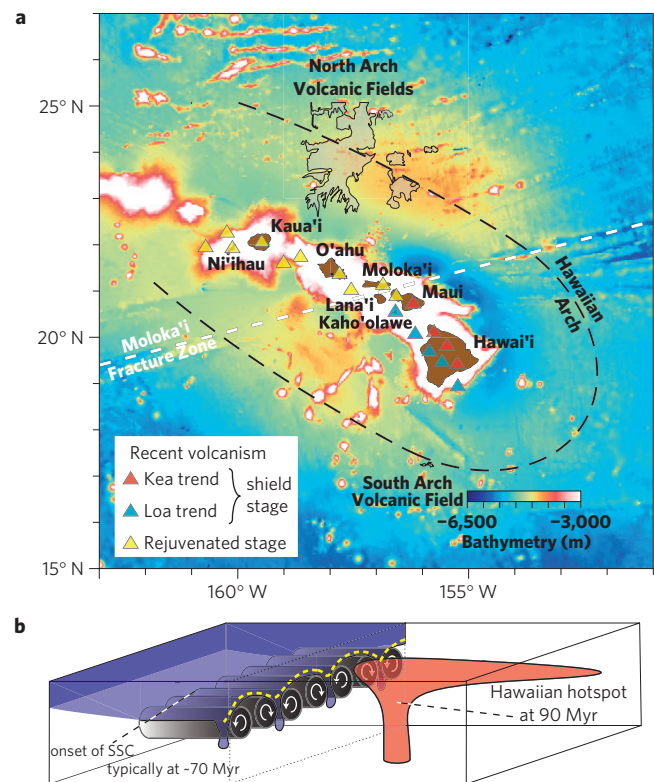 a
North Arch
Volcanic Fields
25° N
Kaua'i
O'ahu
Ni'ihau
Moloka'i
Lana'i
Maui
Kaho'olawe
Hawaiian
Arch
20° N
Moloka'i
Fracture Zone
Hawai'i
Recent volcanism
Kea trend
Loa trend
shield
stage
Rejuvenated stage
South Arch
Volcanic Field
−6,500
−3,000
Bathymetry (m)
15° N
160° W
155° W
b
Hawaiian hotspot
at 90 Myr
onset of SSC
typically at ~70 Myr